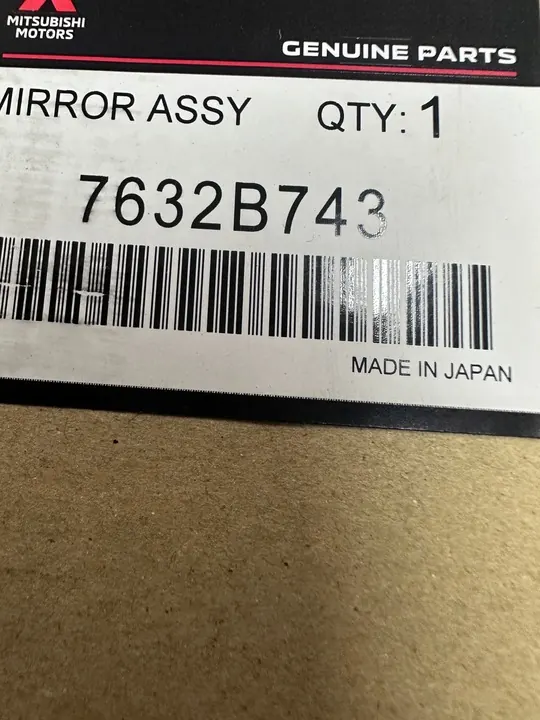 MITSUBISHI
MOTORS
GENUINE PARTS
MIRROR ASSY QTY: 1
7632B743
MADE IN JAPAN